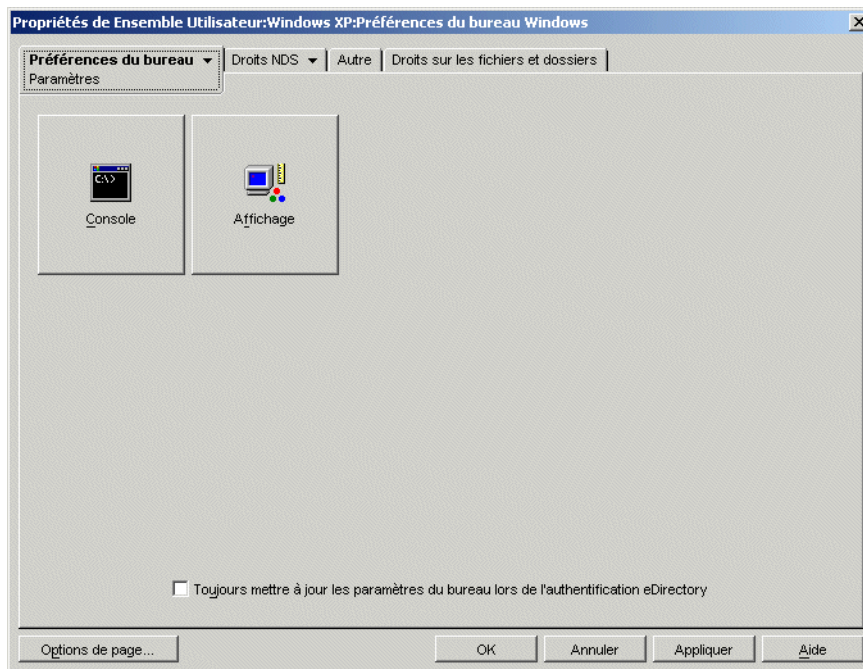 Propriétés de Ensemble Utilisateur:Windows XP:Préférences du bureau Windows
Préférences du bureau
Droits NDS
Autre
Droits sur les fichiers et dossiers
Paramètres
C:\>
Console
Affichage
Toujours mettre à jour les paramètres du bureau lors de l'authentification eDirectory
Options de page...
OK
Annuler
Appliquer
Aide